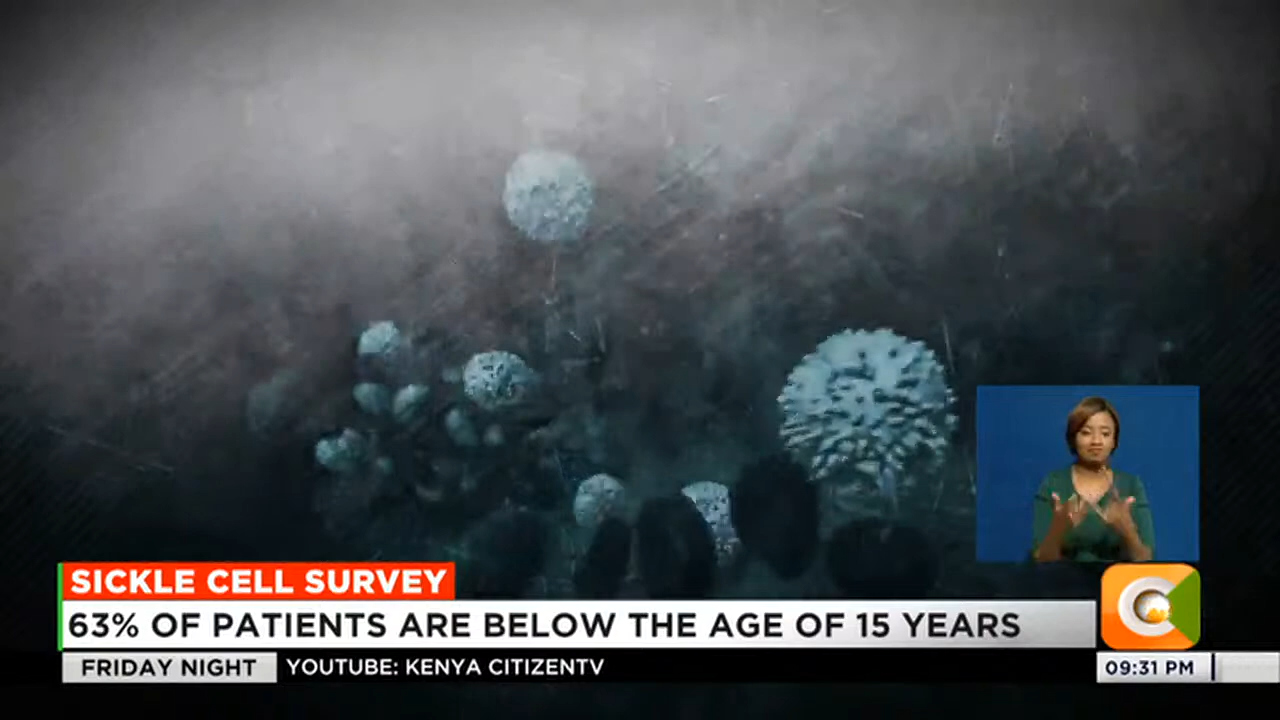 SICKLE CELL SURVEY
63% OF PATIENTS ARE BELOW THE AGE OF 15 YEARS
FRIDAY NIGHT YOUTUBE: KENYA CITIZENTV
09:31 PM